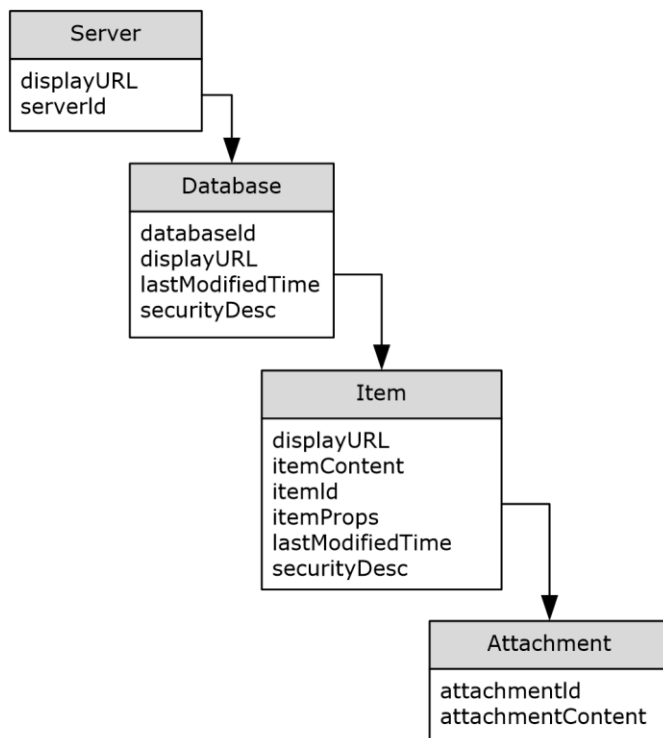 Server
displayURL
serverId
Database
databaseId
displayURL
lastModifiedTime
securityDesc
Item
displayURL
itemContent
itemId
itemProps
lastModifiedTime
securityDesc
Attachment
attachmentId
attachmentContent